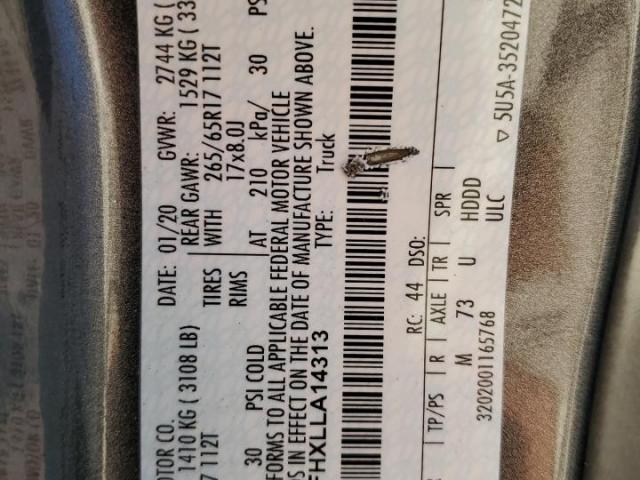 OTOR CO. DATE: 01/20 GVWR: 2744 KG (
1410 KG ( 3108 LB) REAR GAWR: 1529 KG ( 33
7 112T TIRES WITH 265/65R17 112T
RIMS 17x8.0J
30 PSI COLD AT 210 kPa/ 30 PS
FORMS TO ALL APPLICABLE FEDERAL MOTOR VEHICLE
S IN EFFECT ON THE DATE OF MANUFACTURE SHOWN ABOVE.
FHXLLA14313 TYPE: Truck
RC: 44 DSO:
TP/PS R AXLE TR SPR
M 73 U HDDD
3202001165768 ULC
▽ 5U5A-3520472